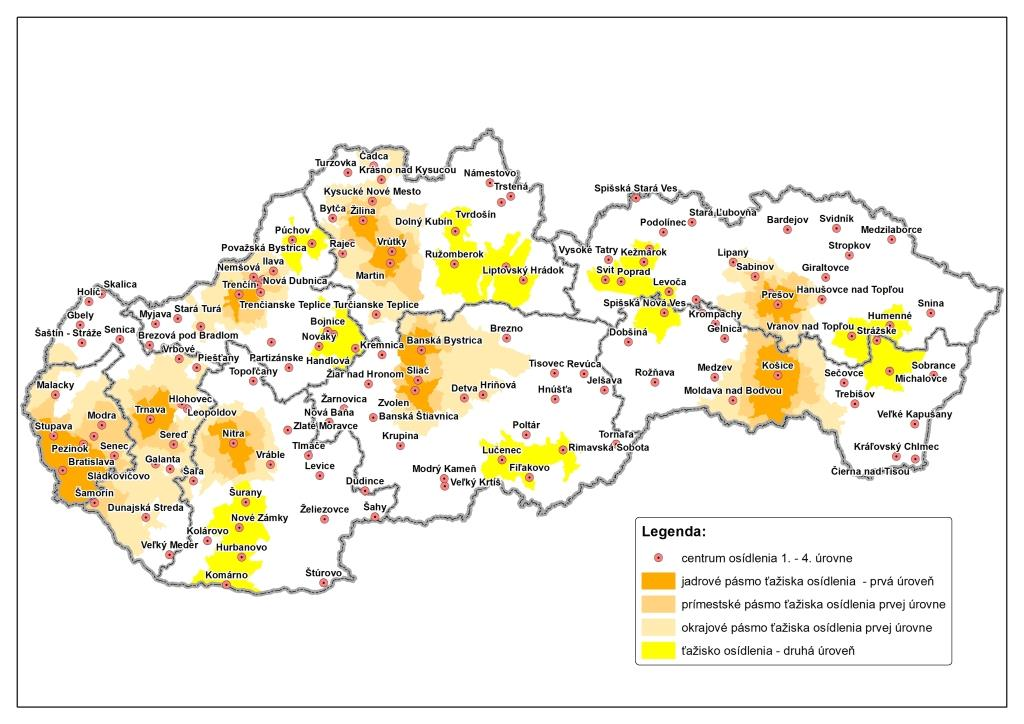 Čadca
Turzovka
Krásno nad Kysucou
Námestovo
Trstená
Kysucké Nové Mesto
Spišská Stará Ves
Bytča Žilina
Dolný Kubín
Tvrdošín
Podolínec
Stará Ľubovňa
Bardejov
Svidník
Medzilaborce
Púchov
Považská Bystrica
Rajec
Vrútky
Ružomberok
Vysoké Tatry
Kežmarok
Lipany
Stropkov
Ilava
Nemšová
Martin
Liptovský Hrádok
Svit Poprad
Sabinov
Giraltovce
Trenčín
Nová Dubnica
Levoča
Prešov
Hanušovce nad Topľou
Skalica
Holíč
Trenčianske Teplice
Turčianske Teplice
Spišská Nová Ves
Krompachy
Snina
Gbely
Myjava
Stará Turá
Bojnice
Humenné
Šaštín - Stráže
Senica
Brezová pod Bradlom
Nováky
Brezno
Dobšiná
Gelnica
Vranov nad Topľou
Strážske
Handlová
Kremnica
Banská Bystrica
Vrbové
Piešťany
Partizánske
Topoľčany
Žiar nad Hronom
Sliač
Tisovec
Revúca
Rožňava
Medzev
Košice
Sečovce
Sobrance
Michalovce
Malacky
Hlohovec
Leopoldov
Žarnovica
Zvolen
Detva
Hriňová
Hnúšťa
Jelšava
Moldava nad Bodvou
Trebišov
Modra
Trnava
Nová Baňa
Banská Štiavnica
Veľké Kapušany
Stupava
Sereď
Nitra
Zlaté Moravce
Krupina
Poltár
Tornaľa
Pezinok
Senec
Tlmače
Lučenec
Rimavská Sobota
Kráľovský Chlmec
Bratislava
Galanta
Vráble
Levice
Modrý Kameň
Fiľakovo
Čierna nad Tisou
Sládkovičovo
Šaľa
Dudince
Veľký Krtíš
Šamorín
Šurany
Dunajská Streda
Nové Zámky
Želiezovce
Šahy
Kolárovo
Veľký Meder
Hurbanovo
Komárno
Štúrovo
Legenda:
centrum osídlenia 1. - 4. úrovne
jadrové pásmo ťažiska osídlenia - prvá úroveň
prímestské pásmo ťažiska osídlenia prvej úrovne
okrajové pásmo ťažiska osídlenia prvej úrovne
ťažisko osídlenia - druhá úroveň